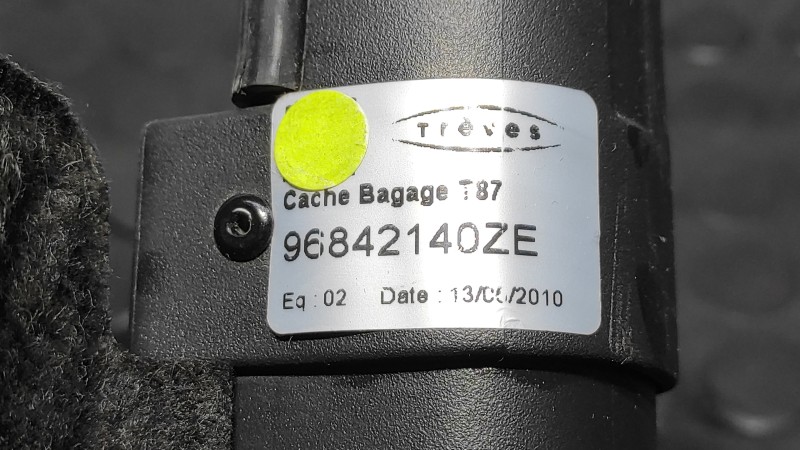 Trèves
Cache Bagage T87
96842140ZE
Eq : 02 Date :